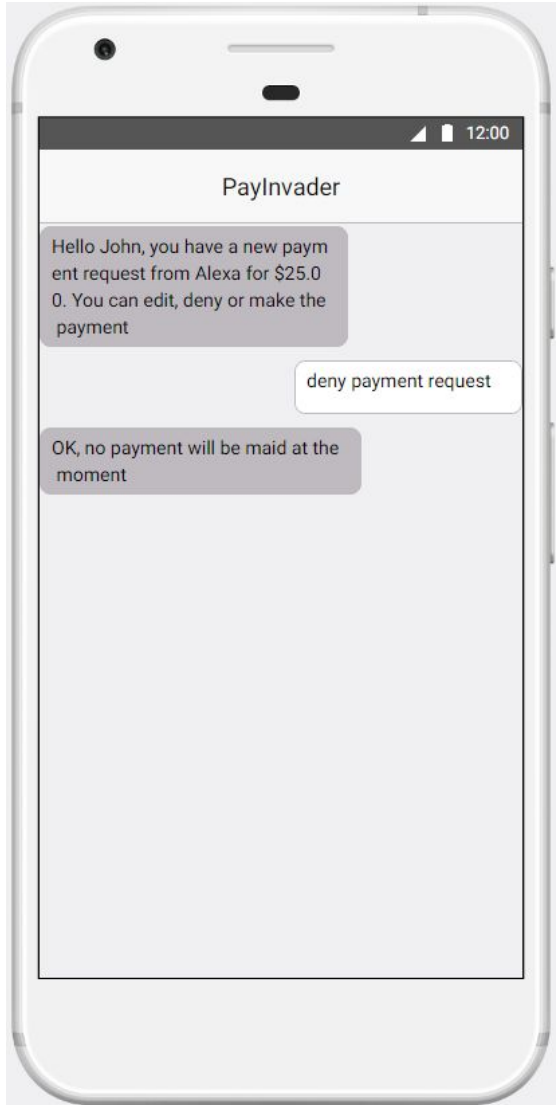 12:00
PayInvader
Hello John, you have a new paym
ent request from Alexa for $25.0
0. You can edit, deny or make the
payment
deny payment request
OK, no payment will be maid at the
moment